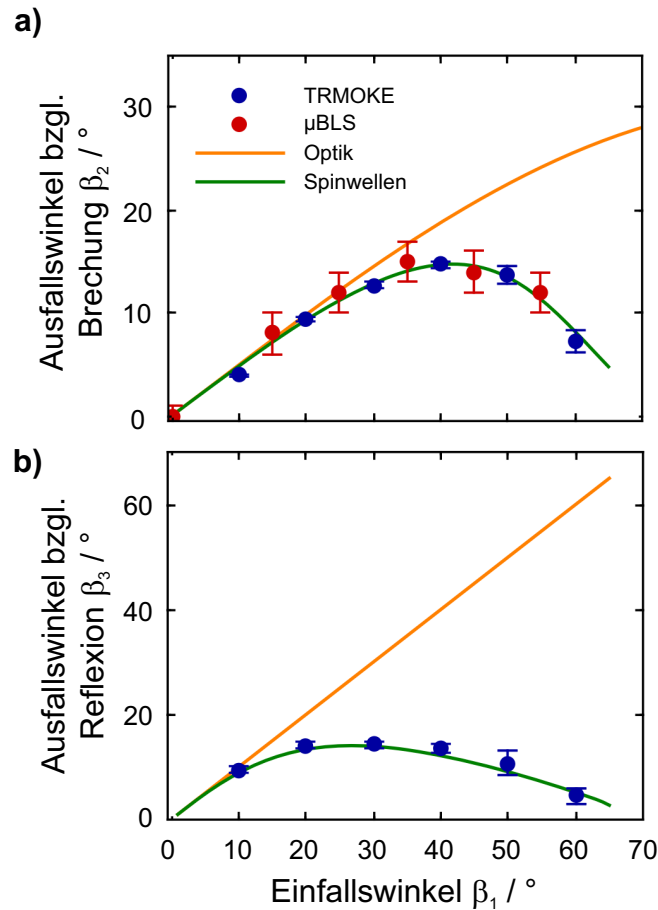 a)
Ausfallswinkel bzgl.
Brechung β₂ / °
30
20
10
0
TRMOKE
µBLS
Optik
Spinwellen
b)
Ausfallswinkel bzgl.
Reflexion β₃ / °
60
40
20
0
0 10 20 30 40 50 60 70
Einfallswinkel β₁ / °